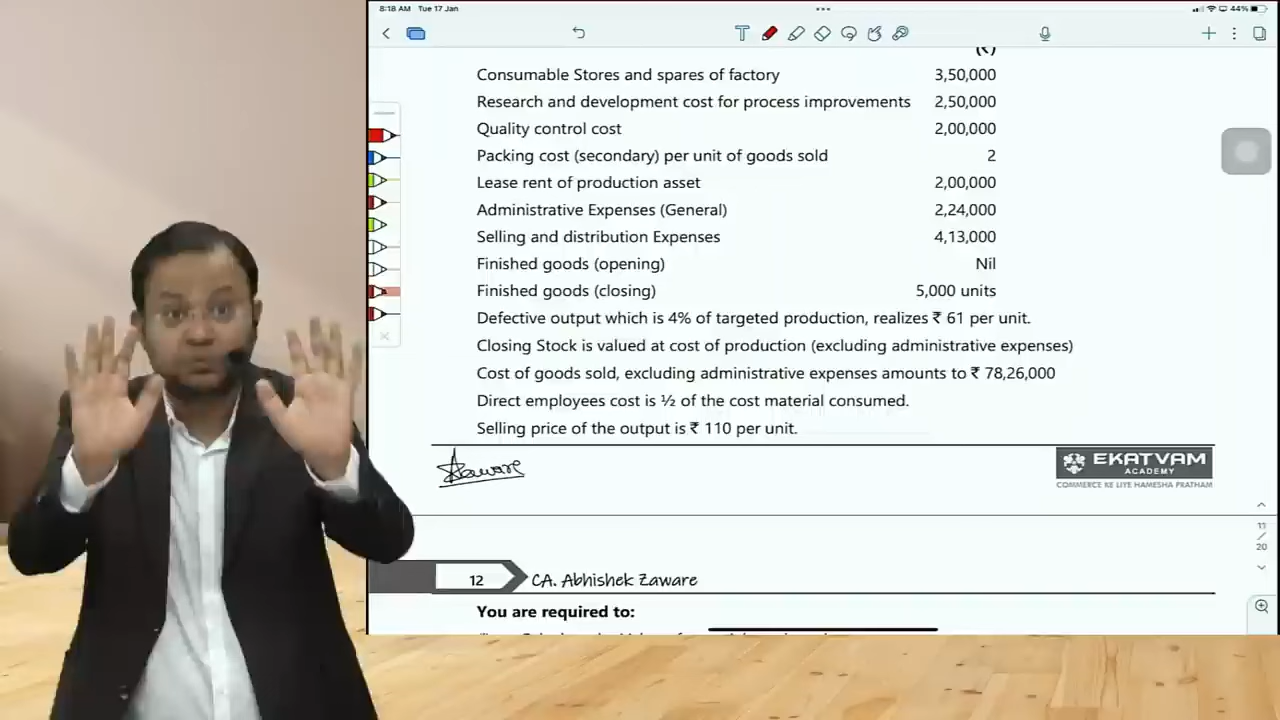 8:18 AM Tue 17 Jan
44%
(₹)
Consumable Stores and spares of factory 3,50,000
Research and development cost for process improvements 2,50,000
Quality control cost 2,00,000
Packing cost (secondary) per unit of goods sold 2
Lease rent of production asset 2,00,000
Administrative Expenses (General) 2,24,000
Selling and distribution Expenses 4,13,000
Finished goods (opening) Nil
Finished goods (closing) 5,000 units
Defective output which is 4% of targeted production, realizes ₹ 61 per unit.
Closing Stock is valued at cost of production (excluding administrative expenses)
Cost of goods sold, excluding administrative expenses amounts to ₹ 78,26,000
Direct employees cost is ½ of the cost material consumed.
Selling price of the output is ₹ 110 per unit.
Zaware
EKATVAM
ACADEMY
COMMERCE KE LIYE HAMESHA PRATHAM
11
/
20
12 CA. Abhishek Zaware
You are required to: